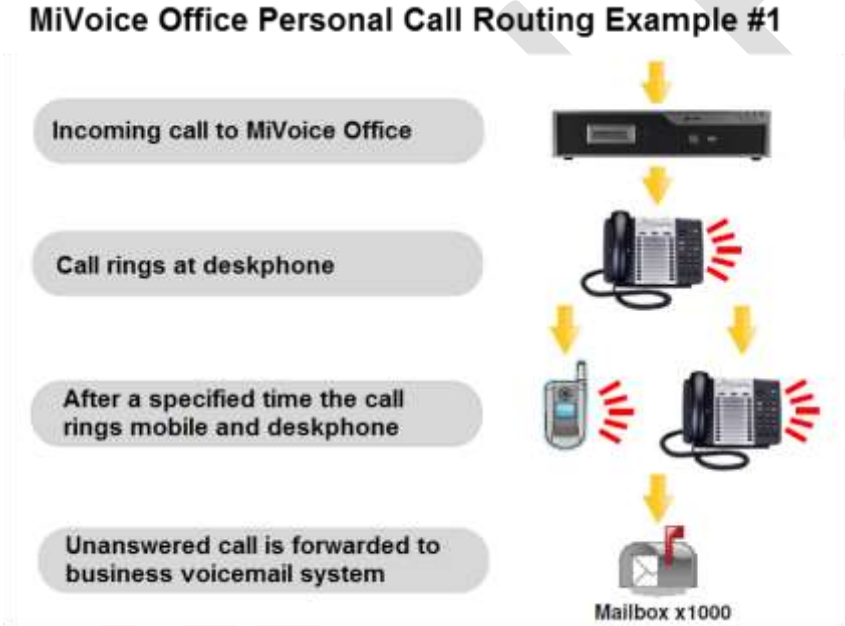 MiVoice Office Personal Call Routing Example #1
Incoming call to MiVoice Office
Call rings at deskphone
After a specified time the call
rings mobile and deskphone
Unanswered call is forwarded to
business voicemail system
Mailbox x1000